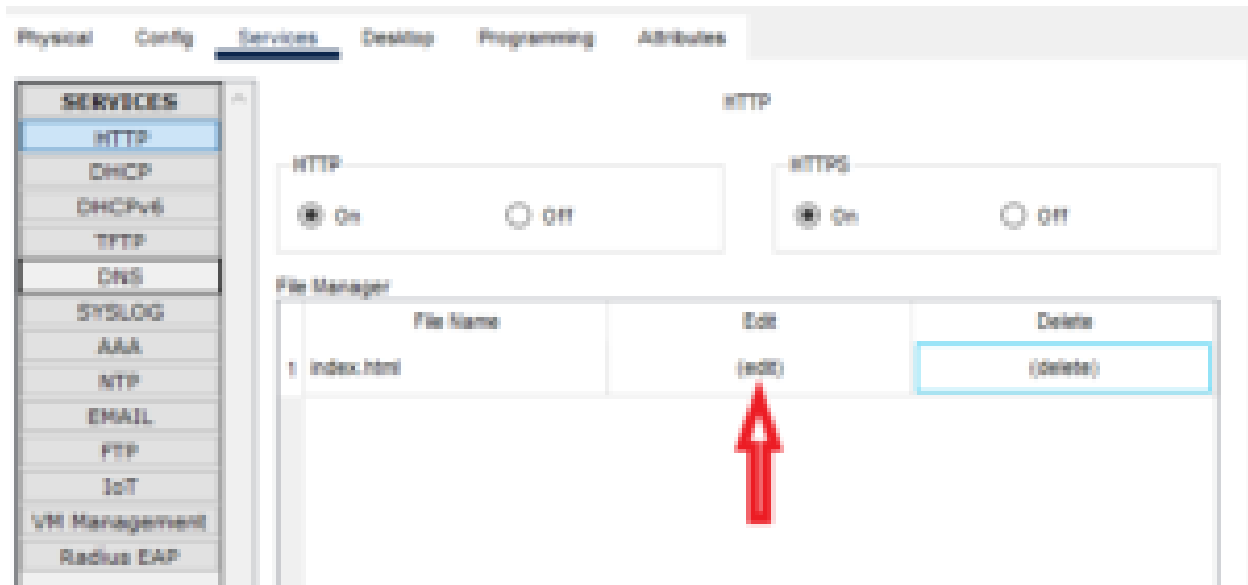 Physical Config Services Desktop Programming Attributes
SERVICES
HTTP
DHCP
DHCPv6
TFTP
DNS
SYSLOG
AAA
NTP
EMAIL
FTP
IoT
VM Management
Radius EAP
HTTP
HTTP
On Off
HTTPS
On Off
File Manager
File Name Edit Delete
1 index.html (edit) (delete)